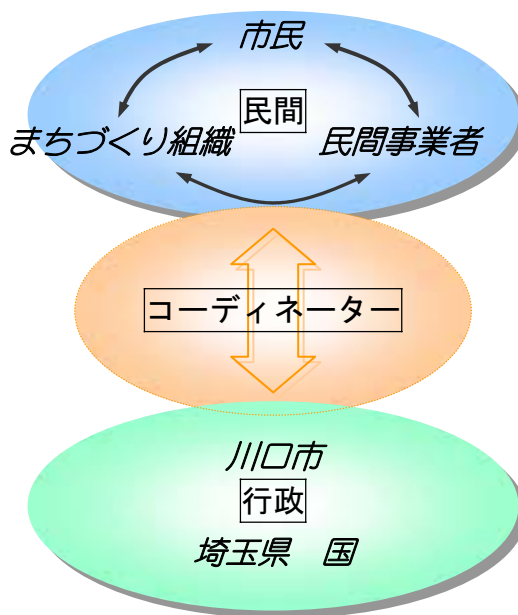 市民
民間
まちづくり組織 民間事業者
コーディネーター
川口市
行政
埼玉県 国